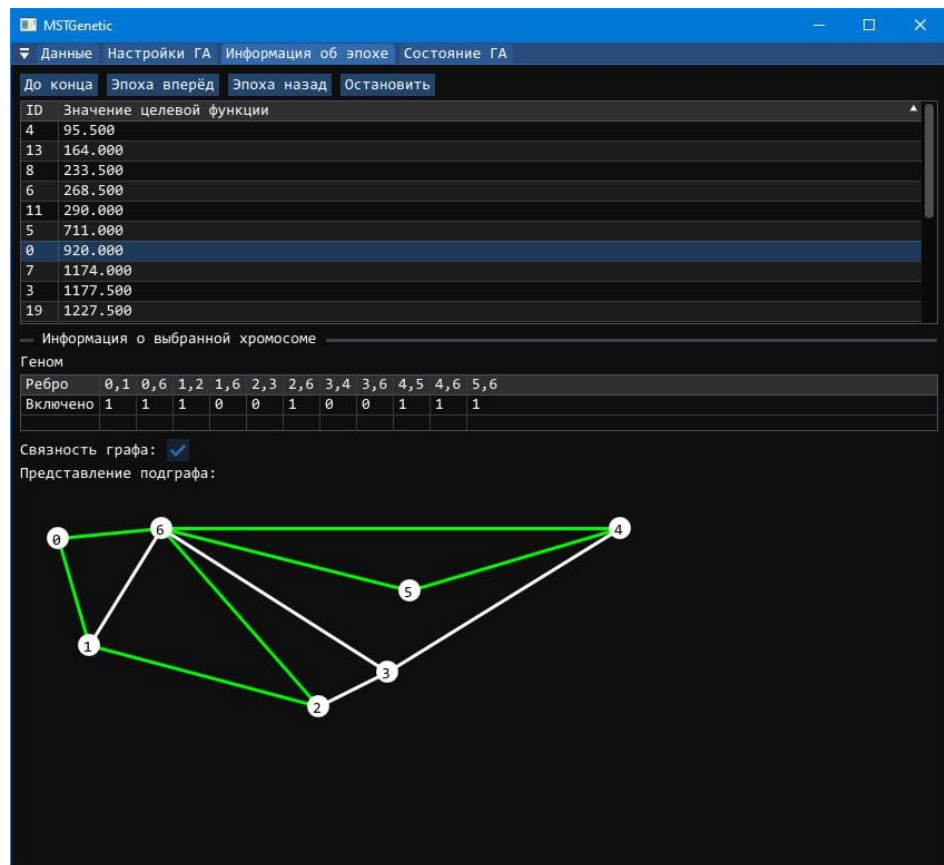 MSTGenetic
Данные Настройки ГА Информация об эпохе Состояние ГА
До конца Эпоха вперёд Эпоха назад Остановить
ID Значение целевой функции
4 95.500
13 164.000
8 233.500
6 268.500
11 290.000
5 711.000
0 920.000
7 1174.000
3 1177.500
19 1227.500
Информация о выбранной хромосоме
Геном
Ребро 0,1 0,6 1,2 1,6 2,3 2,6 3,4 3,6 4,5 4,6 5,6
Включено 1 1 1 0 0 1 0 0 1 1 1
Связность графа:
Представление подграфа:
0 6 4
5
1
3
2